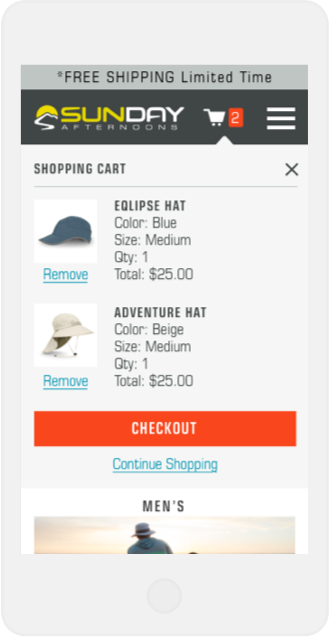 *FREE SHIPPING Limited Time
SUNDAY
AFTERNOONS
2
SHOPPING CART
EQLIPSE HAT
Color: Blue
Size: Medium
Qty: 1
Remove
Total: $25.00
ADVENTURE HAT
Color: Beige
Size: Medium
Qty: 1
Remove
Total: $25.00
CHECKOUT
Continue Shopping
MEN'S